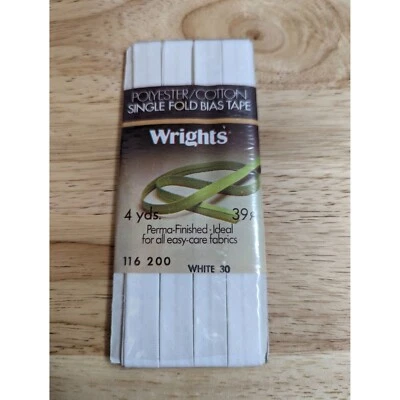 POLYESTER/COTTON
SINGLE FOLD BIAS TAPE
Wrights
4 yds. 39¢
Perma-Finished·Ideal
for all easy-care fabrics
116 200
WHITE 30